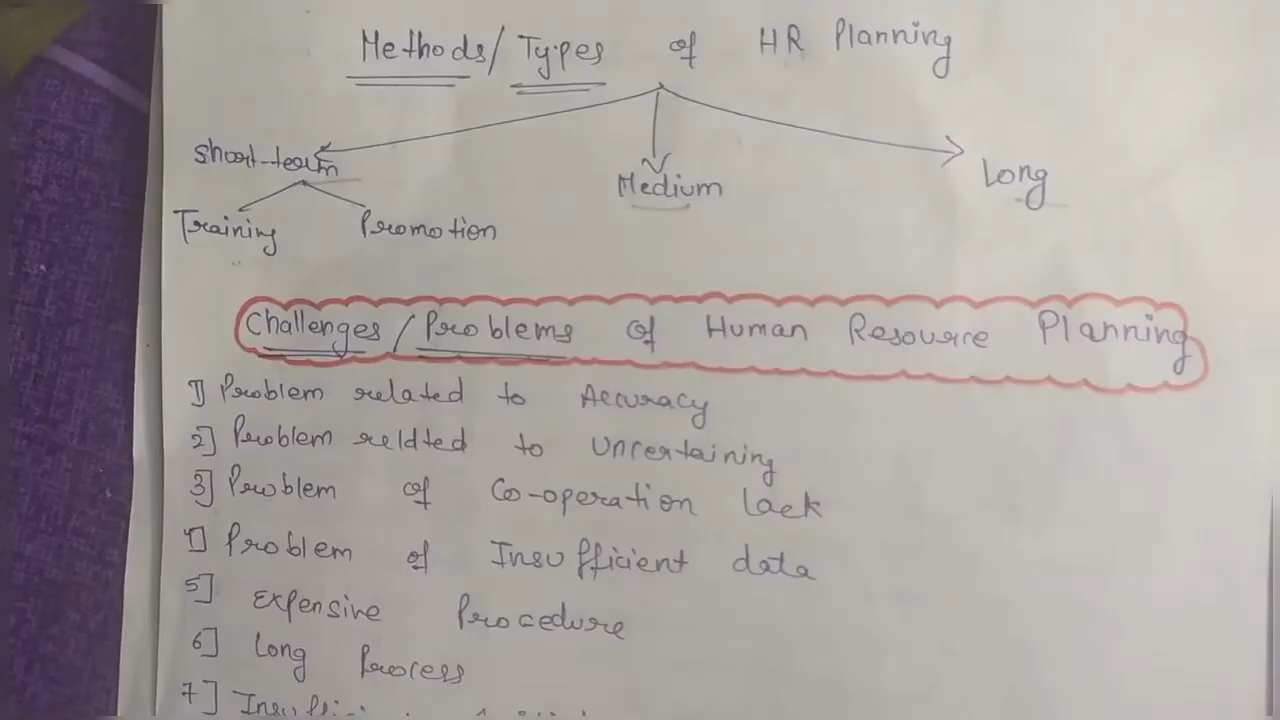 Methods/Types of HR Planning
Short-term Medium Long
Training Promotion
Challenges/Problems of Human Resource Planning
1] Problem related to Accuracy
2] Problem reldted to Uncertaining
3] Problem of Co-operation lack
4] Problem of Insufficient data
5] Expensive Procedure
6] Long Process
7]